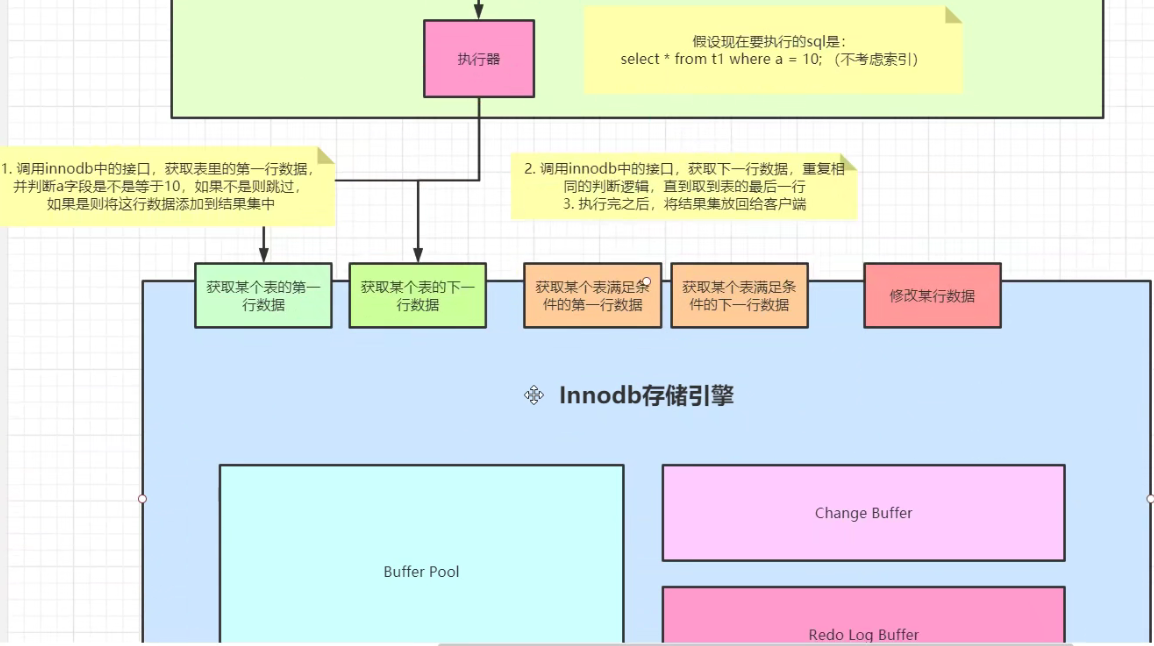 执行器
假设现在要执行的sql是：
select * from t1 where a = 10; （不考虑索引）
1. 调用innodb中的接口，获取表里的第一行数据，
并判断a字段是不是等于10，如果不是则跳过，
如果是则将这行数据添加到结果集中
2. 调用innodb中的接口，获取下一行数据，重复相
同的判断逻辑，直到取到表的最后一行
3. 执行完之后，将结果集放回给客户端
获取某个表的第一
行数据
获取某个表的下一
行数据
获取某个表满足条
件的第一行数据
获取某个表满足条
件的下一行数据
修改某行数据
Innodb存储引擎
Buffer Pool
Change Buffer
Redo Log Buffer